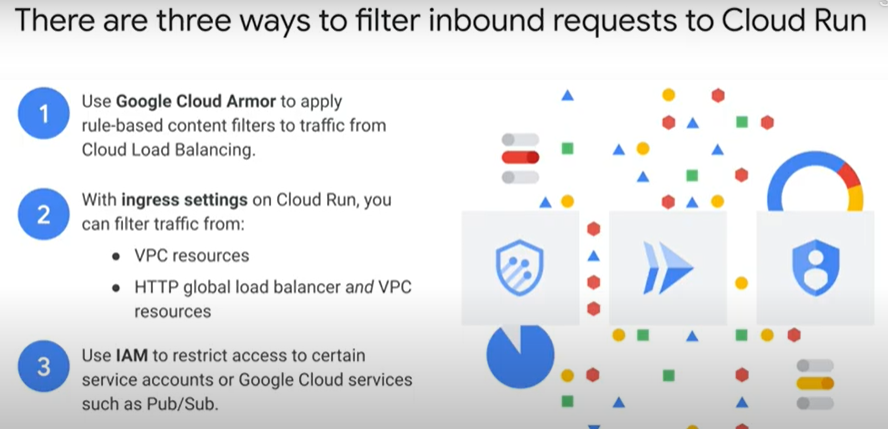 There are three ways to filter inbound requests to Cloud Run
1
Use Google Cloud Armor to apply
rule-based content filters to traffic from
Cloud Load Balancing.
2
With ingress settings on Cloud Run, you
can filter traffic from:
• VPC resources
• HTTP global load balancer and VPC
resources
3
Use IAM to restrict access to certain
service accounts or Google Cloud services
such as Pub/Sub.